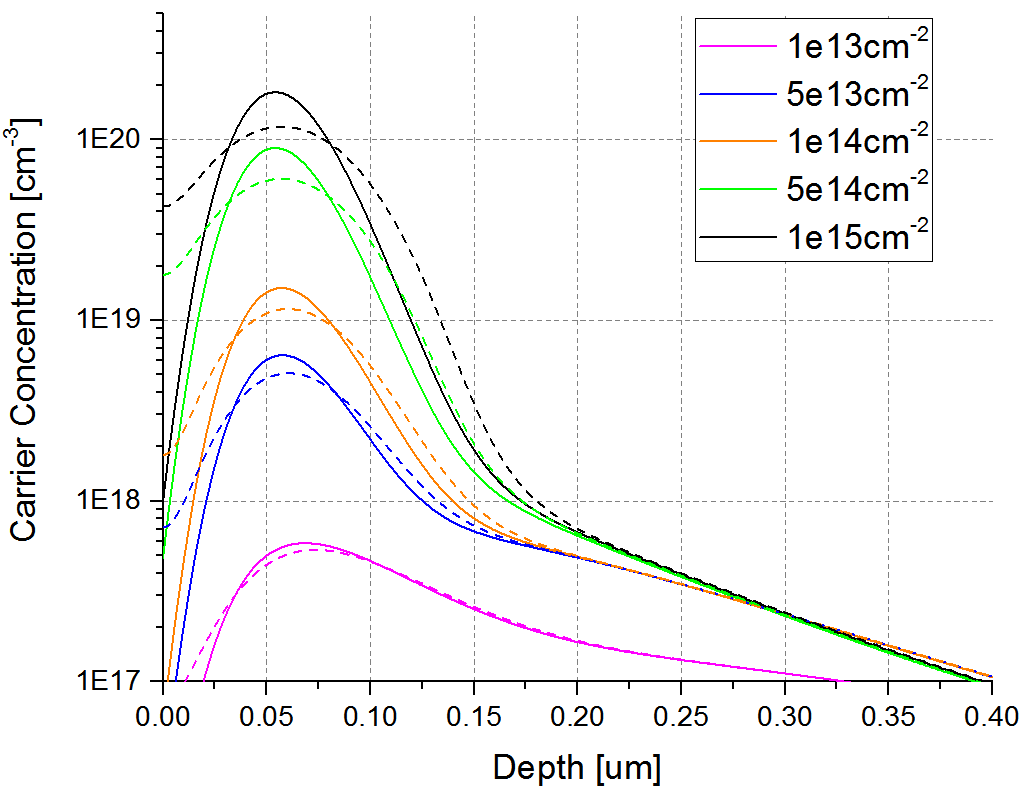 Carrier Concentration [cm⁻³]
1E20
1E19
1E18
1E17
0.00 0.05 0.10 0.15 0.20 0.25 0.30 0.35 0.40
Depth [um]
1e13cm⁻²
5e13cm⁻²
1e14cm⁻²
5e14cm⁻²
1e15cm⁻²